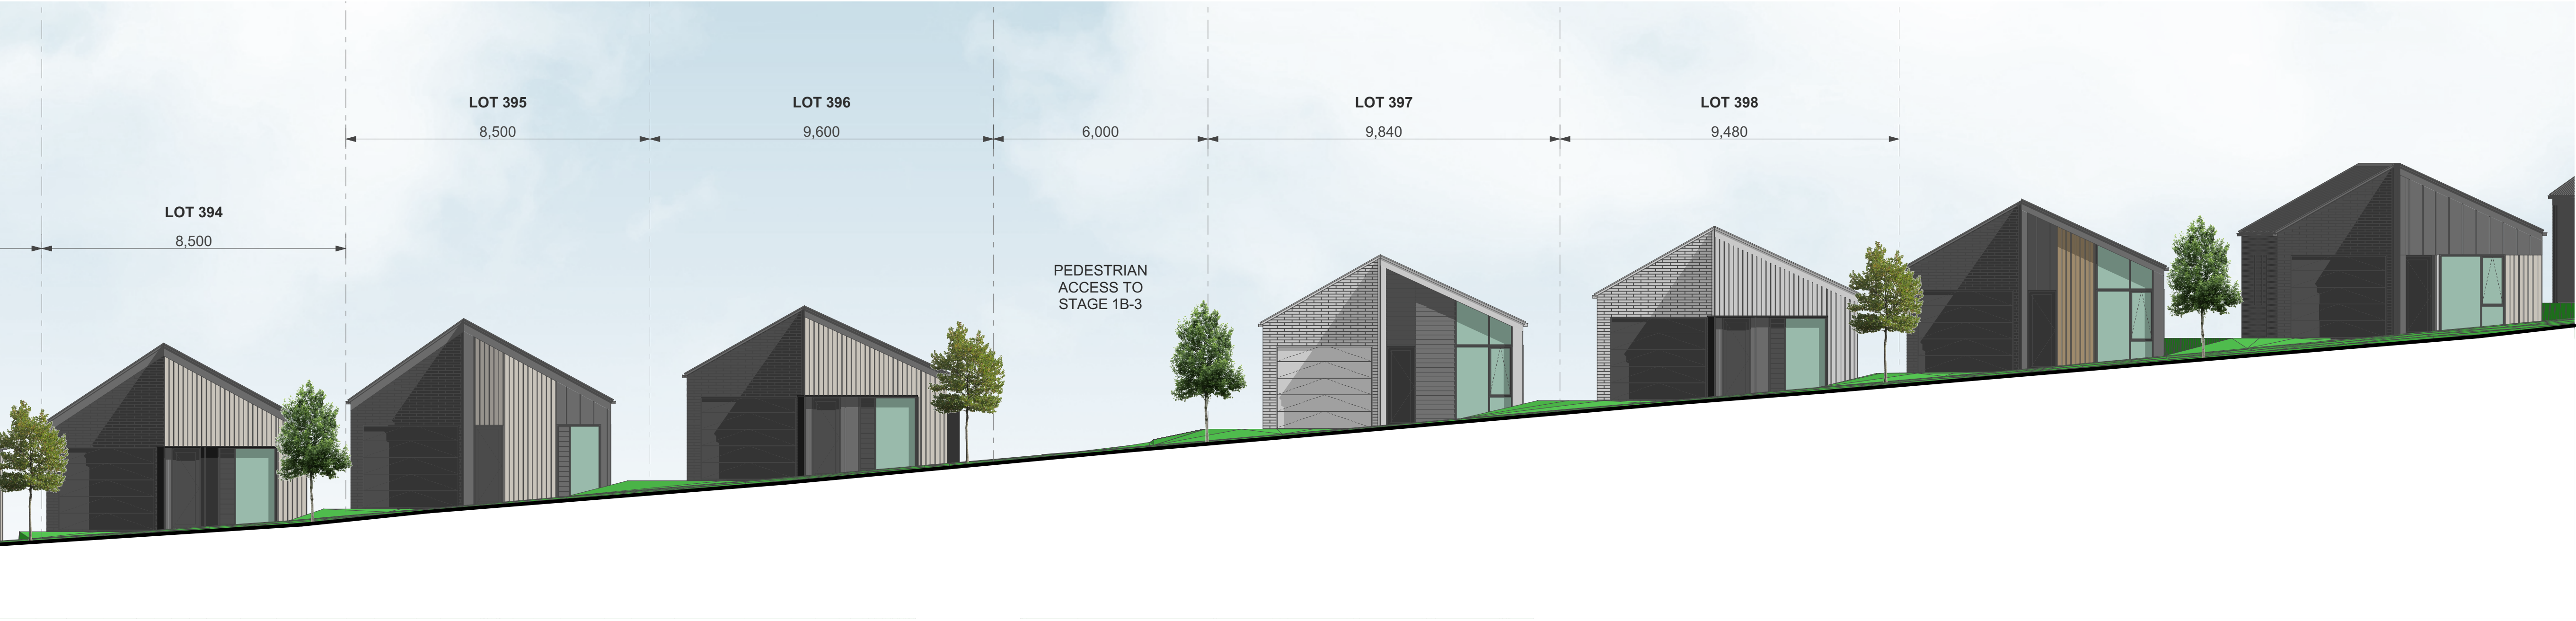 LOT 394
8,500
LOT 395
8,500
LOT 396
9,600
6,000
PEDESTRIAN
ACCESS TO
STAGE 1B-3
LOT 397
9,840
LOT 398
9,480